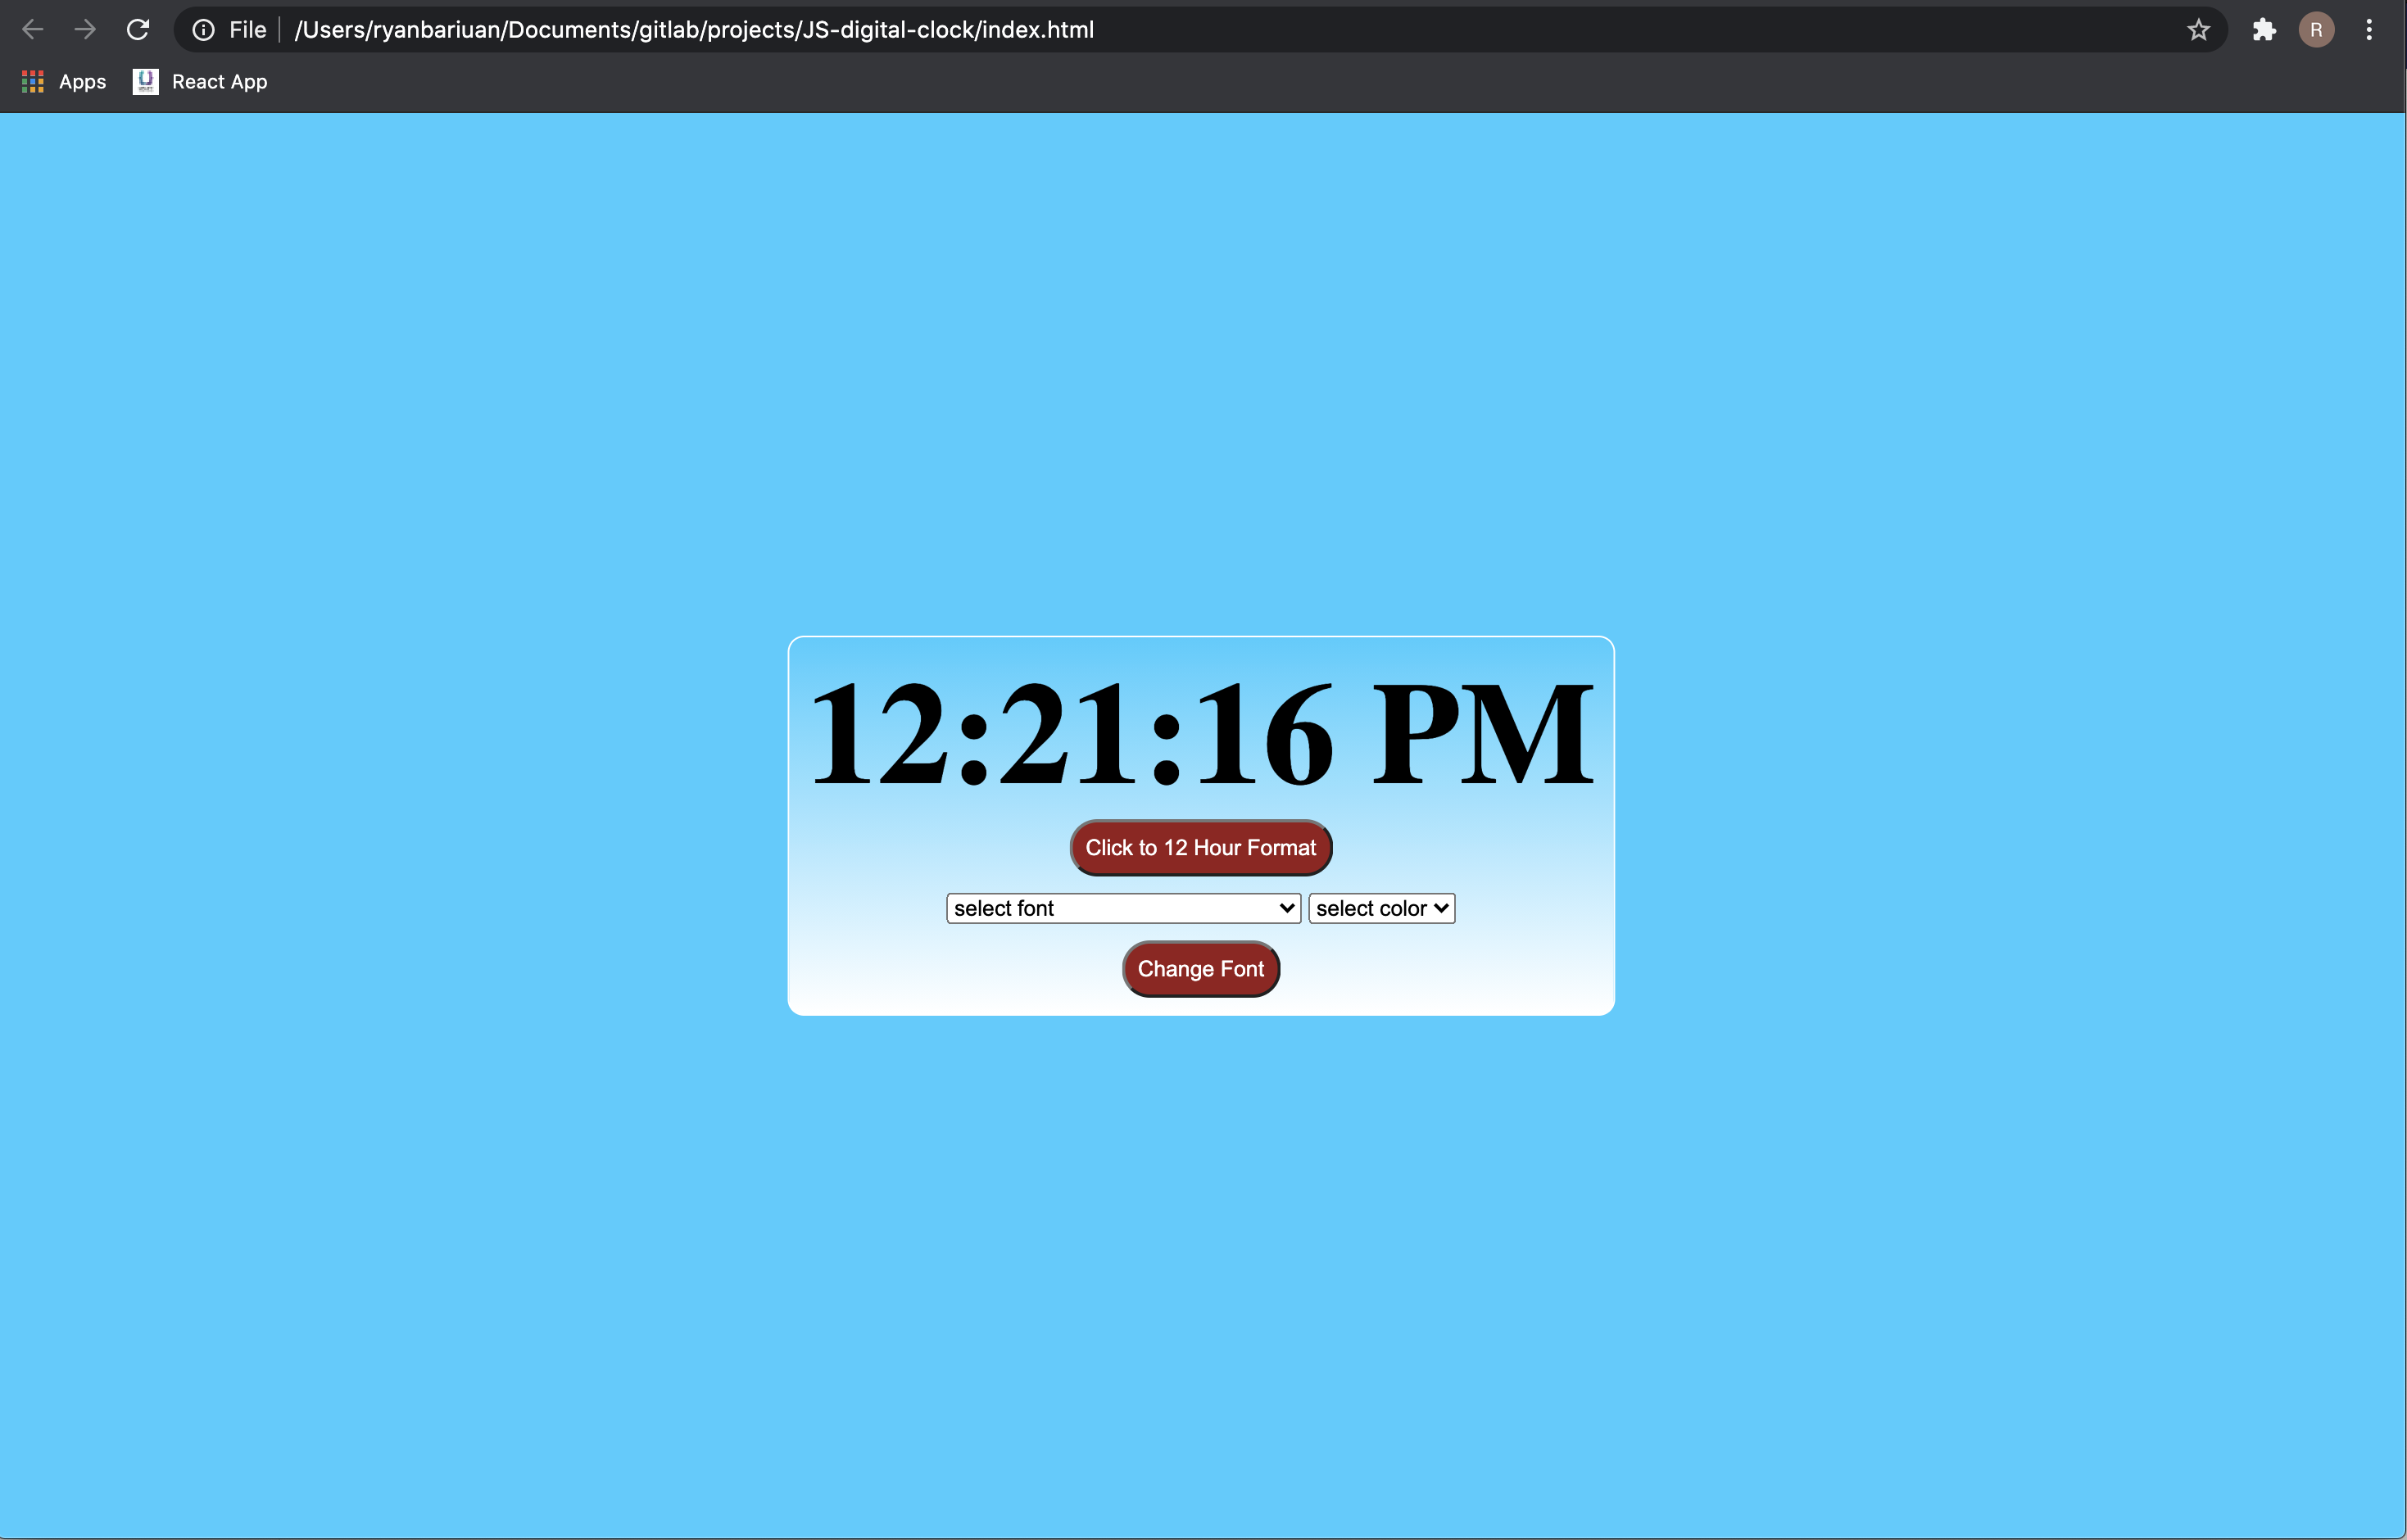 File /Users/ryanbariuan/Documents/gitlab/projects/JS-digital-clock/index.html R
Apps React App
12:21:16 PM
Click to 12 Hour Format
select font select color
Change Font